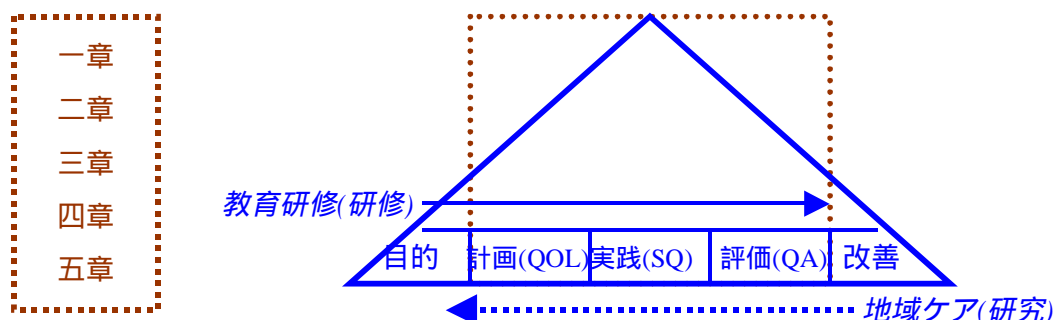 一章
二章
三章
四章
五章
教育研修(研修)
目的 計画(QOL) 実践(SQ) 評価(QA) 改善
地域ケア(研究)